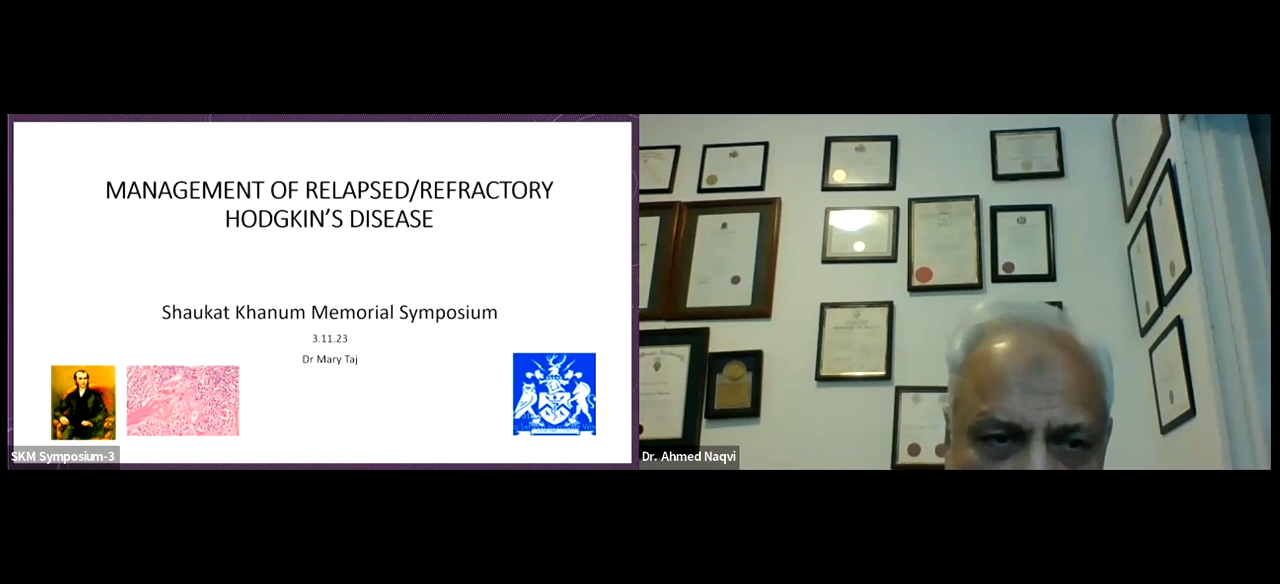 MANAGEMENT OF RELAPSED/REFRACTORY
HODGKIN'S DISEASE
Shaukat Khanum Memorial Symposium
3.11.23
Dr Mary Taj
SKM Symposium-3
Dr. Ahmed Naqvi